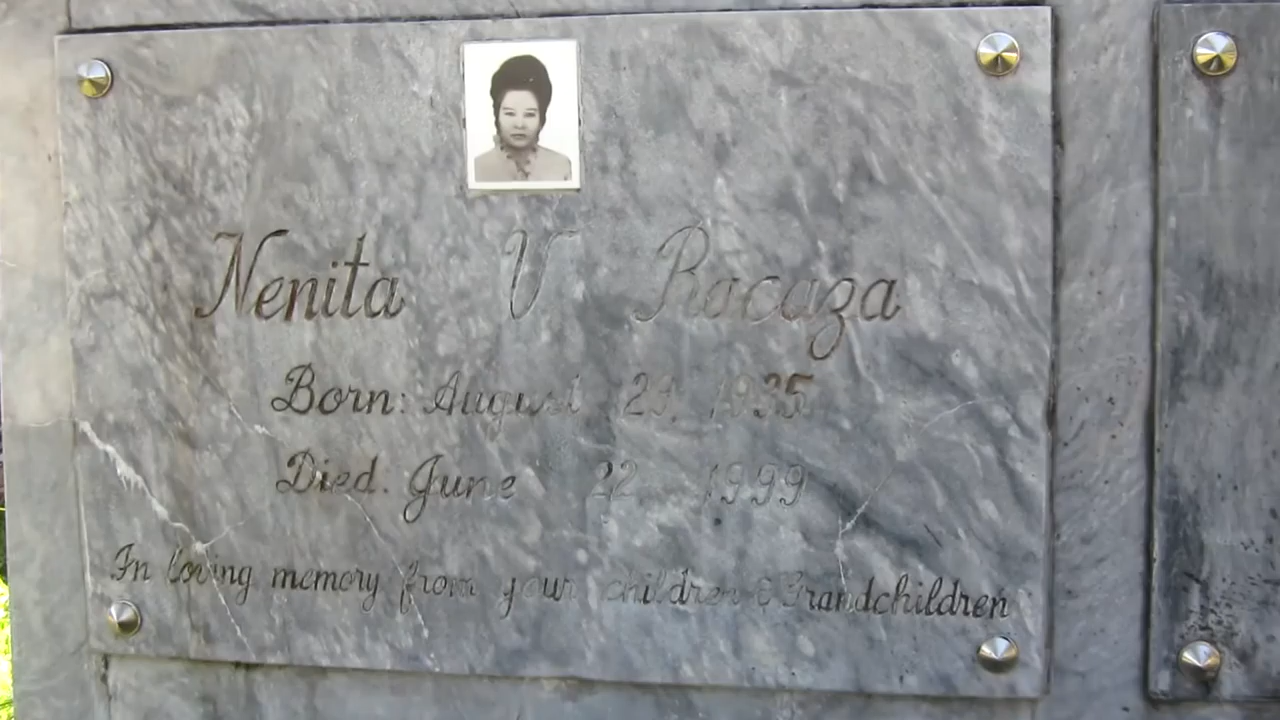 Nenita V Racaza
Born: August 29, 1935
Died. June 22 1999
In loving memory from your children & Grandchildren